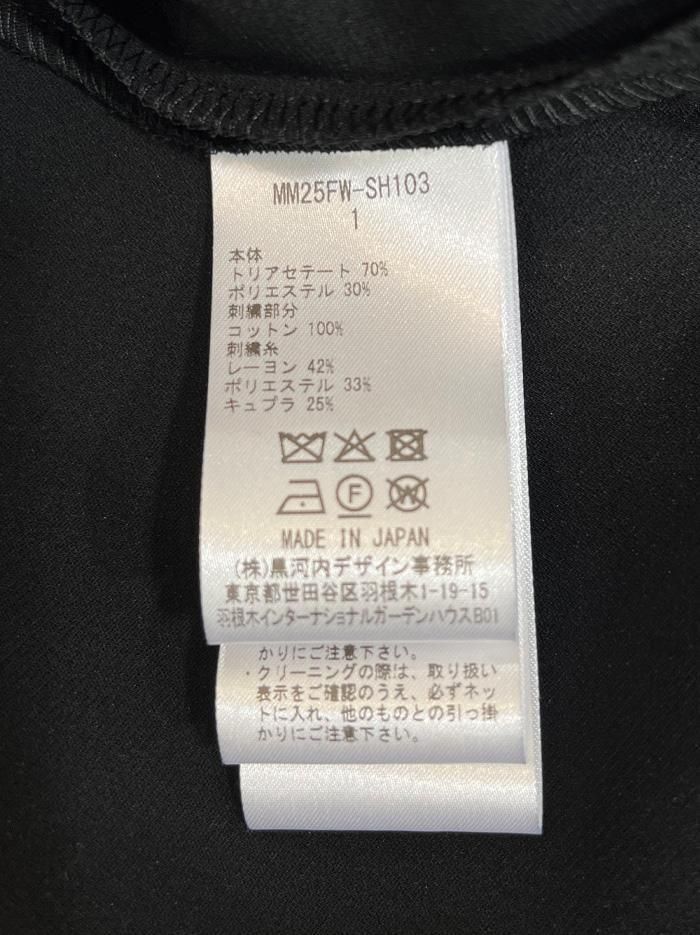 MM25FW-SH103
1
本体
トリアセテート 70%
ポリエステル 30%
刺繍部分
コットン 100%
刺繍糸
レーヨン 42%
ポリエステル 33%
キュプラ 25%
F
W
MADE IN JAPAN
(株)黒河内デザイン事務所
東京都世田谷区羽根木1-19-15
羽根木インターナショナルガーデンハウスB01
かりにご注意下さい。
・クリーニングの際は、取り扱い
表示をご確認のうえ、必ずネッ
トに入れ、他のものとの引っ掛
かりにご注意下さい。